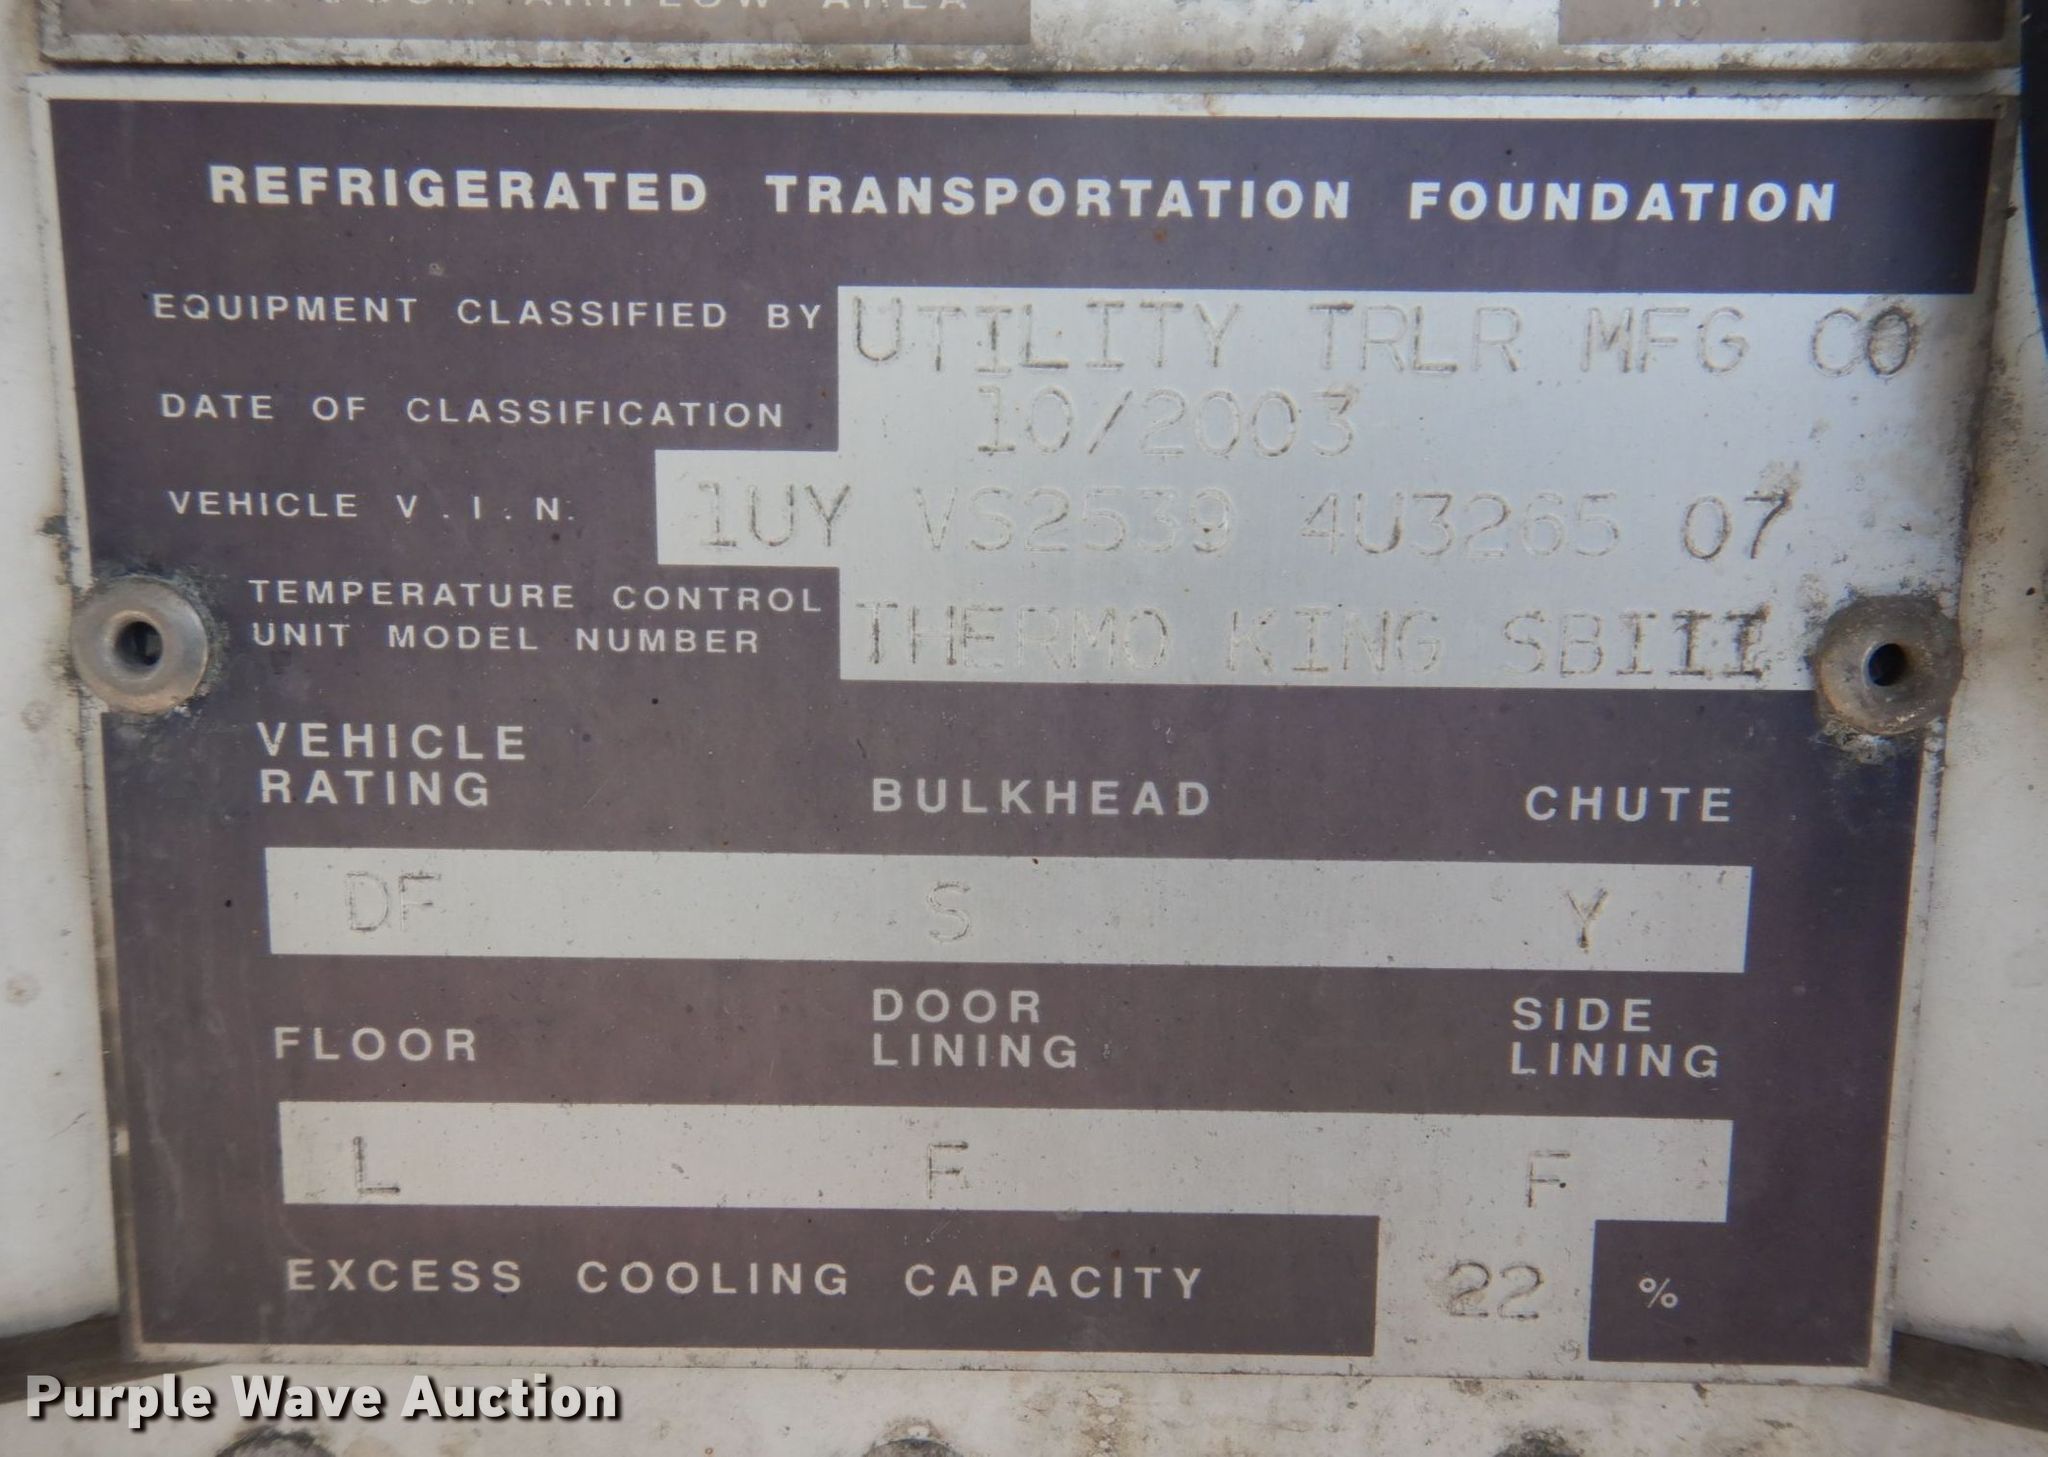 AREA
REFRIGERATED TRANSPORTATION FOUNDATION
EQUIPMENT CLASSIFIED BY UTILITY TRLR MFG CO
DATE OF CLASSIFICATION 10/2003
VEHICLE V.I.N. 1UY VS2539 4U3265 07
TEMPERATURE CONTROL
UNIT MODEL NUMBER THERMO KING SBIII
VEHICLE
RATING BULKHEAD CHUTE
DF S Y
FLOOR DOOR LINING SIDE LINING
L F F
EXCESS COOLING CAPACITY 22 %
Purple Wave Auction